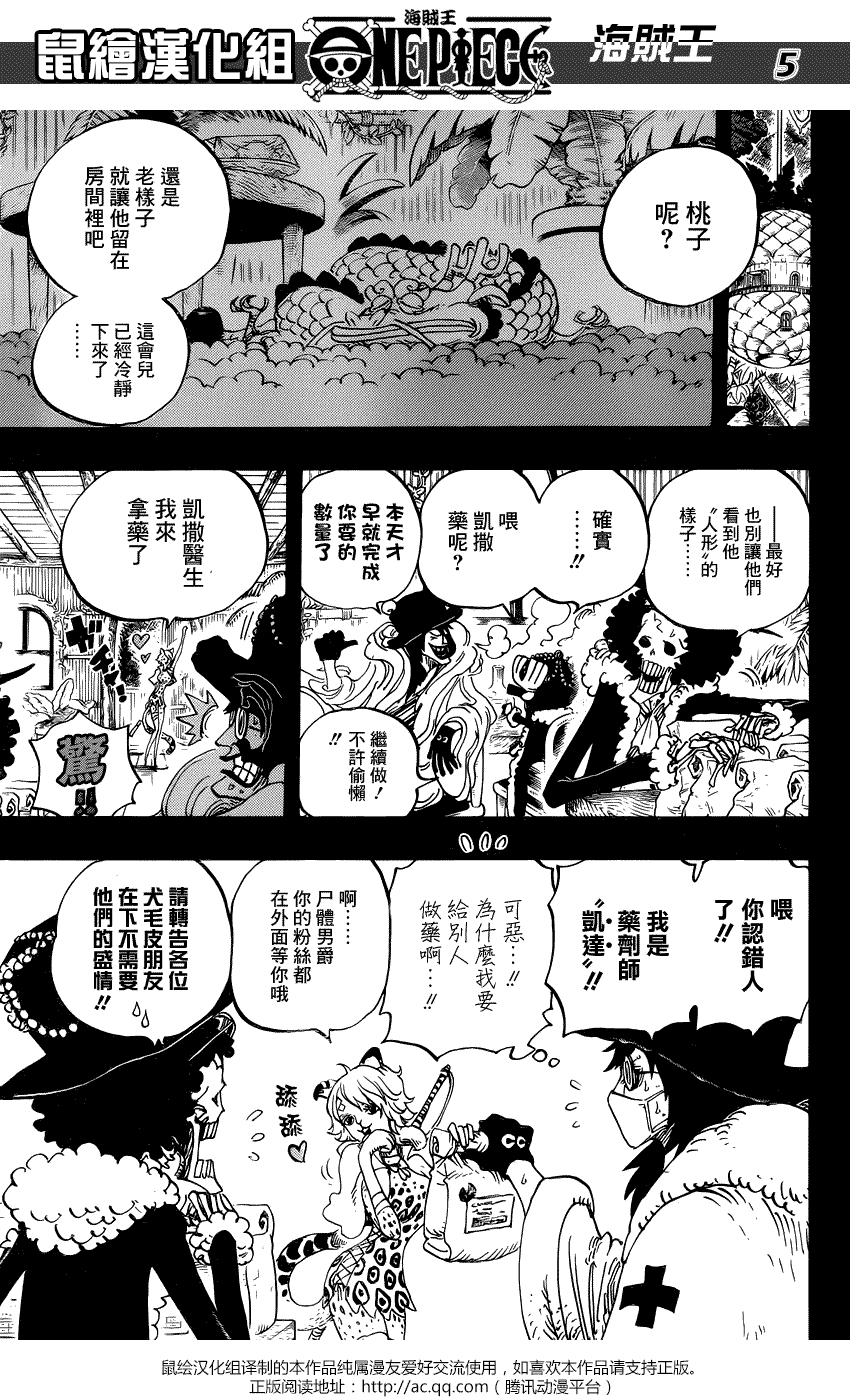 鼠繪漢化組
海賊王
ONE PIECE
海賊王
5
桃子
呢?
還是
老樣子
就讓他留在
房間裡吧
這會兒
已經冷靜
下來了
……
——最好
也別讓他們
看到他
〝人形〞的
樣子……
確實
……!!
喂
凱撒
藥呢?
本天才
早就完成
你要的
數量了
繼續做!
不許偷懶
!!
凱撒醫生
我來
拿藥了
驚!!
喂
你認錯人
了!!
我是
藥劑師
〝凱達〞!!
可惡…!!
為什麼我要
給別人
做藥啊…!!
啊……
尸體男爵
你的粉絲都
在外面等你哦
請轉告各位
犬毛皮朋友
在下不需要
他們的盛情!!
舔
舔
CC
鼠绘汉化组译制的本作品纯属漫友爱好交流使用，如喜欢本作品请支持正版。
正版阅读地址：http://ac.qq.com（腾讯动漫平台）